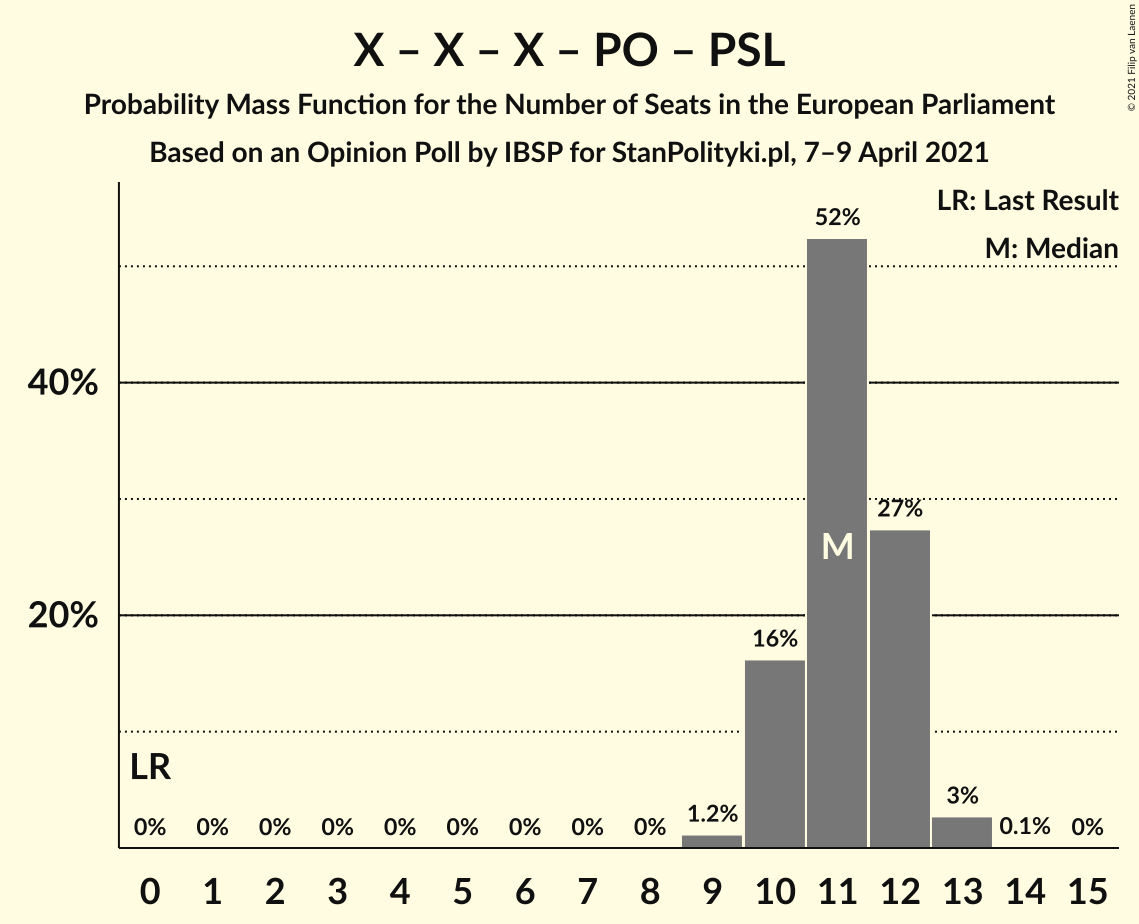 X – X – X – PO – PSL
Probability Mass Function for the Number of Seats in the European Parliament
Based on an Opinion Poll by IBSP for StanPolityki.pl, 7–9 April 2021
© 2021 Filip van Laenen
LR: Last Result
M: Median
52%
40%
27%
M
20%
16%
LR
0% 0% 0% 0% 0% 0% 0% 0% 0% 1.2% 3% 0.1% 0%
0 1 2 3 4 5 6 7 8 9 10 11 12 13 14 15